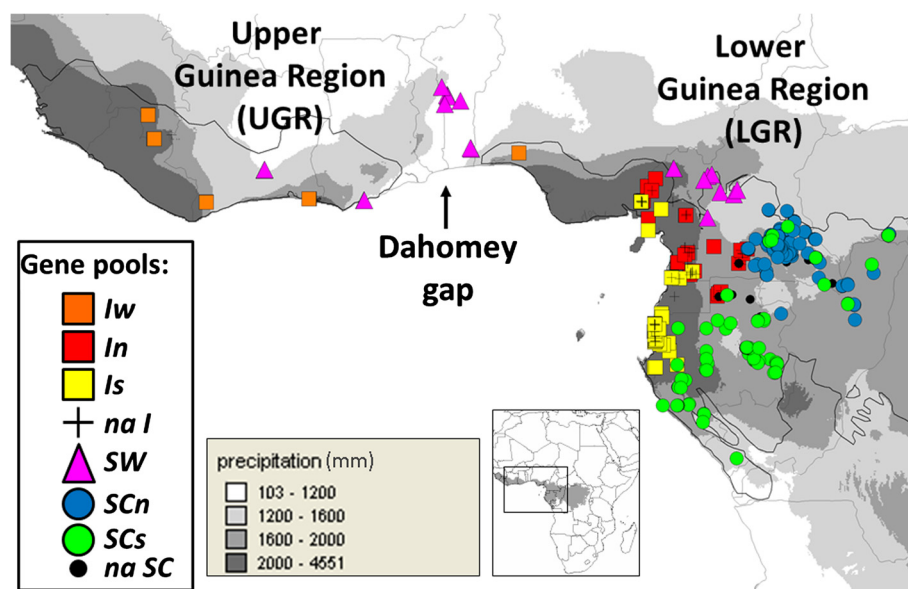 Upper
Guinea Region
(UGR)
Lower
Guinea Region
(LGR)
Dahomey
gap
Gene pools:
Iw
In
Is
na I
SW
SCn
SCs
na SC
precipitation (mm)
103 - 1200
1200 - 1600
1600 - 2000
2000 - 4551